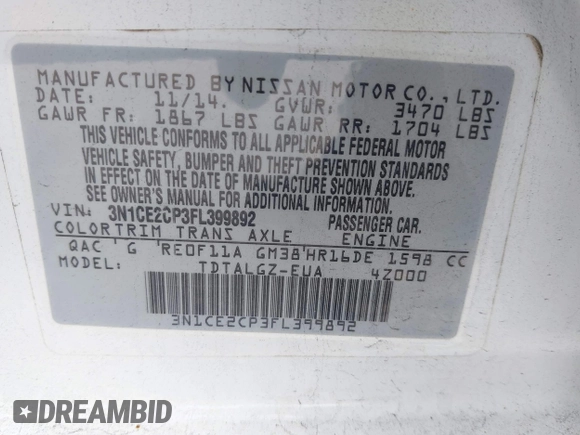 MANUFACTURED BY NISSAN MOTOR CO., LTD.
DATE: 11/14. GVWR: 3470 LBS
GAWR FR: 1867 LBS GAWR RR: 1704 LBS
THIS VEHICLE CONFORMS TO ALL APPLICABLE FEDERAL MOTOR
VEHICLE SAFETY, BUMPER AND THEFT PREVENTION STANDARDS
IN EFFECT ON THE DATE OF MANUFACTURE SHOWN ABOVE.
SEE OWNER'S MANUAL FOR ADDITIONAL INFORMATION.
VIN: 3N1CE2CP3FL399892 PASSENGER CAR.
COLOR TRIM TRANS AXLE ENGINE
QAC ' G 'RE0F11A GM38'HR16DE 1598 CC
MODEL: TDTALGZ-EUA 4Z000
3N1CE2CP3FL399892
DREAMBID